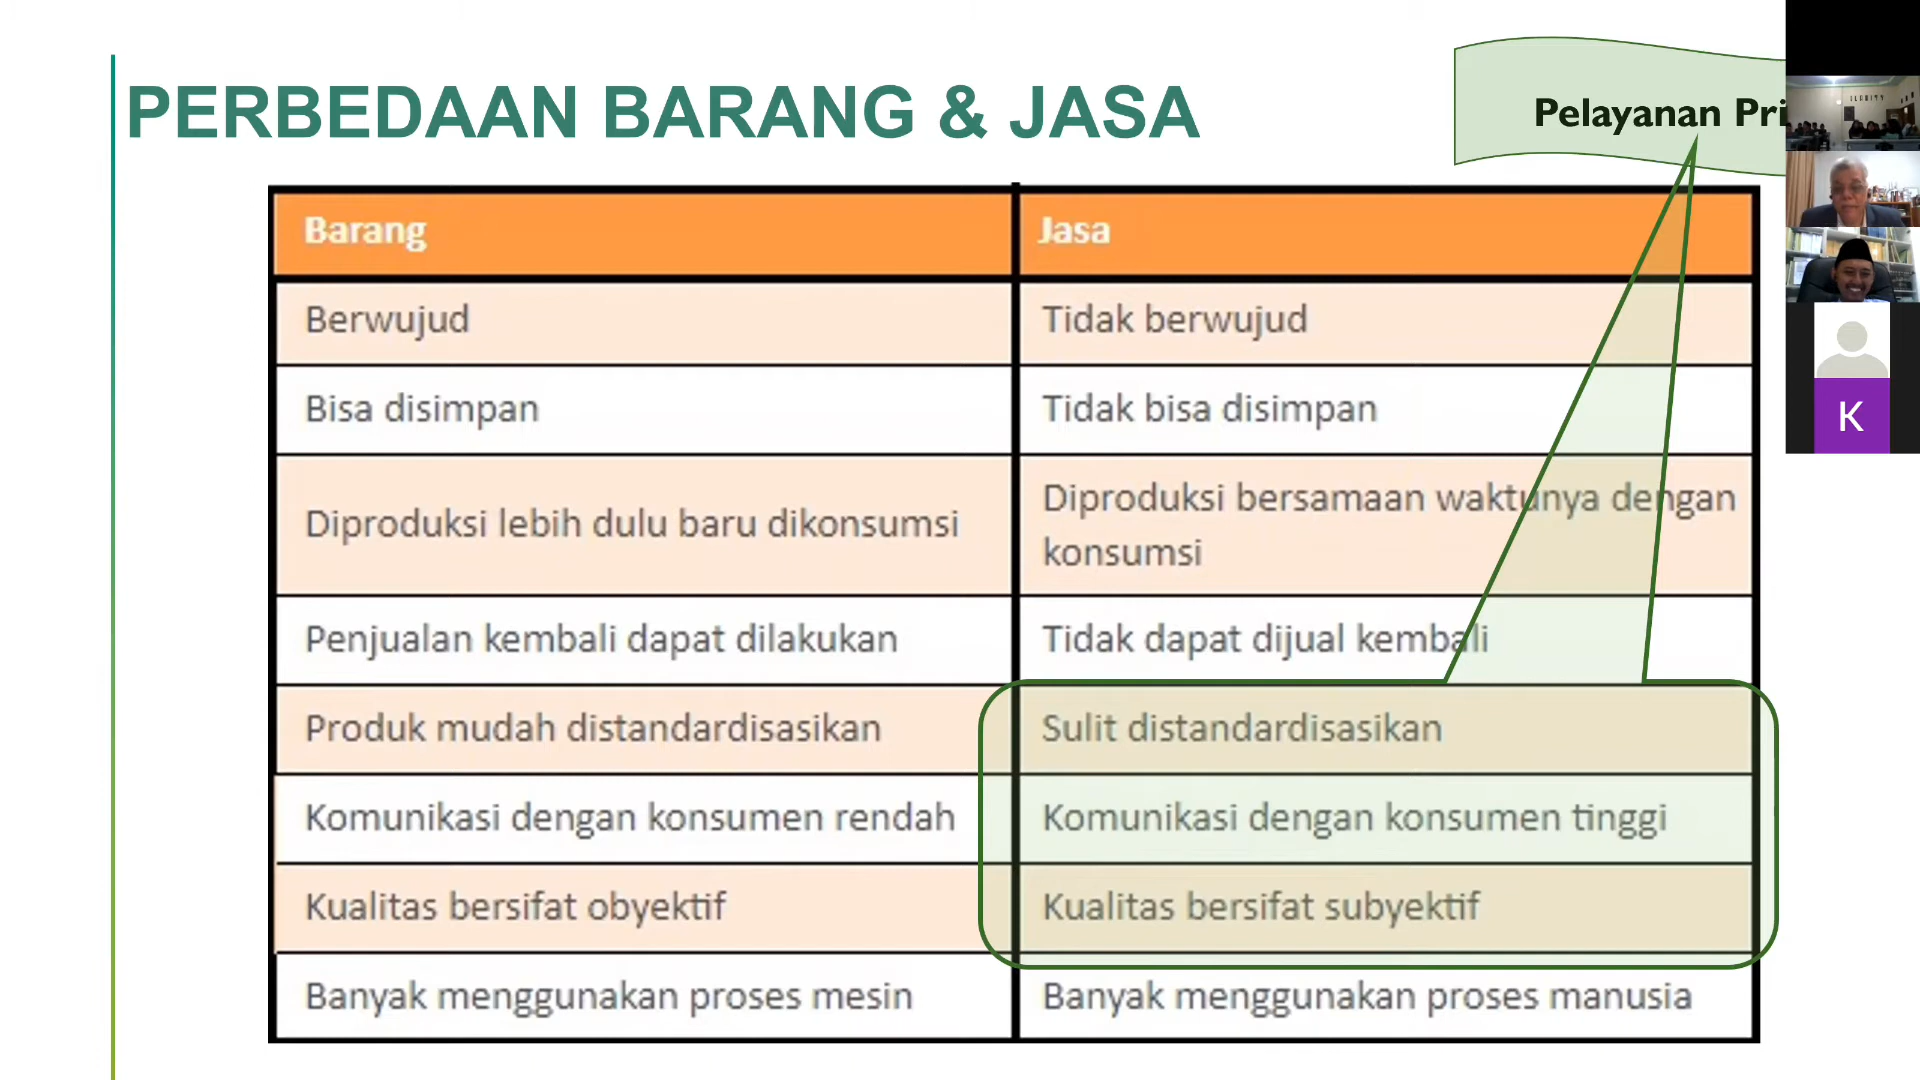 PERBEDAAN BARANG & JASA
Pelayanan
Barang
Jasa
Berwujud
Tidak berwujud
Bisa disimpan
Tidak bisa disimpan
Diproduksi lebih dulu baru dikonsumsi
Diproduksi bersamaan waktunya dengan
konsumsi
Penjualan kembali dapat dilakukan
Tidak dapat dijual kembali
Produk mudah distandardisasikan
Sulit distandardisasikan
Komunikasi dengan konsumen rendah
Komunikasi dengan konsumen tinggi
Kualitas bersifat obyektif
Kualitas bersifat subyektif
Banyak menggunakan proses mesin
Banyak menggunakan proses manusia
K